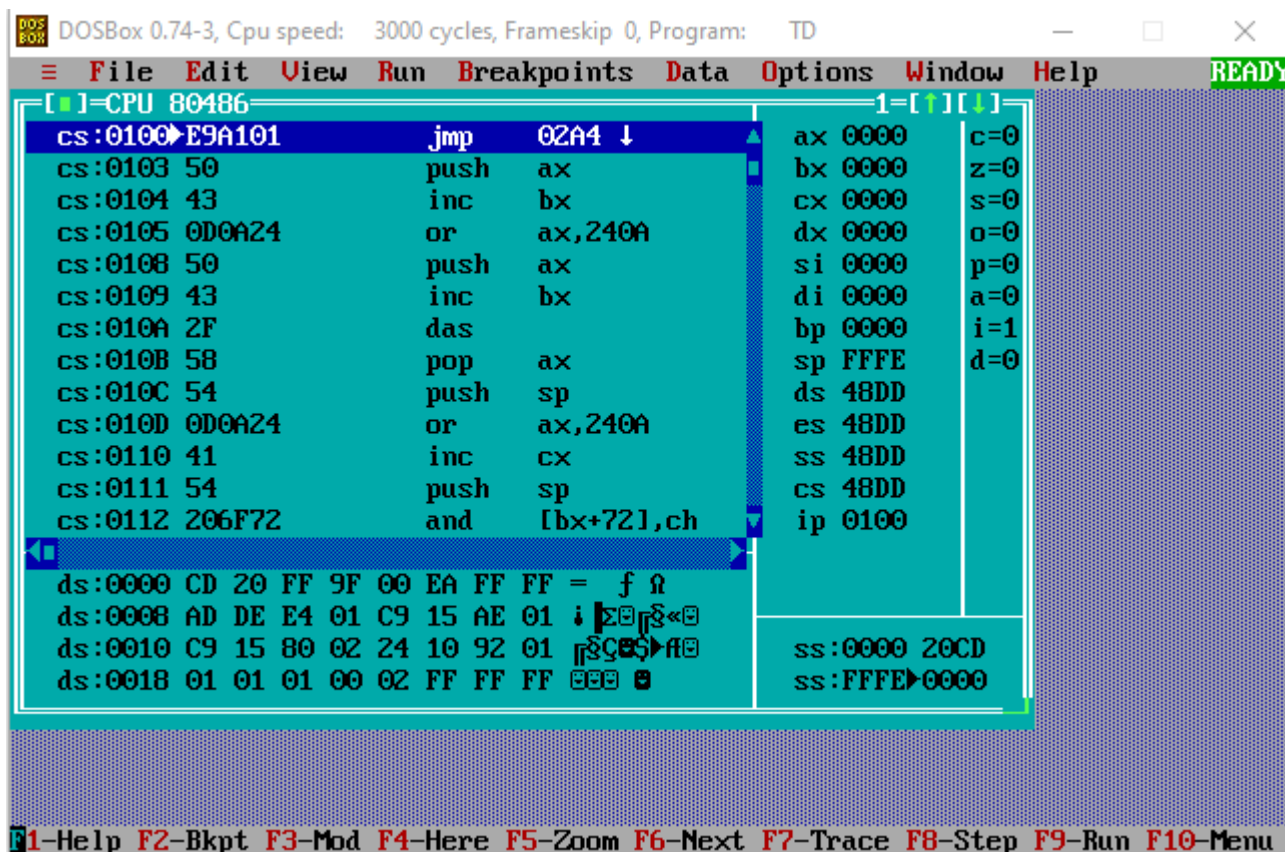 DOSBox 0.74-3, Cpu speed: 3000 cycles, Frameskip 0, Program: TD
≡ File Edit View Run Breakpoints Data Options Window Help READY
[■]=CPU 80486 1=[↑][↓]
cs:0100►E9A101 jmp 02A4 ↓ ax 0000 c=0
cs:0103 50 push ax bx 0000 z=0
cs:0104 43 inc bx cx 0000 s=0
cs:0105 0D0A24 or ax,240A dx 0000 o=0
cs:0108 50 push ax si 0000 p=0
cs:0109 43 inc bx di 0000 a=0
cs:010A 2F das bp 0000 i=1
cs:010B 58 pop ax sp FFFE d=0
cs:010C 54 push sp ds 48DD
cs:010D 0D0A24 or ax,240A es 48DD
cs:0110 41 inc cx ss 48DD
cs:0111 54 push sp cs 48DD
cs:0112 206F72 and [bx+72],ch ip 0100
ds:0000 CD 20 FF 9F 00 EA FF FF = ƒ Ω
ds:0008 AD DE E4 01 C9 15 AE 01 ¡▐Σ☺╔§«☺
ds:0010 C9 15 80 02 24 10 92 01 ╔§Ç☻$►Æ☺ ss:0000 20CD
ds:0018 01 01 01 00 02 FF FF FF ☺☺☺ ☻ ss:FFFE►0000
F1-Help F2-Bkpt F3-Mod F4-Here F5-Zoom F6-Next F7-Trace F8-Step F9-Run F10-Menu